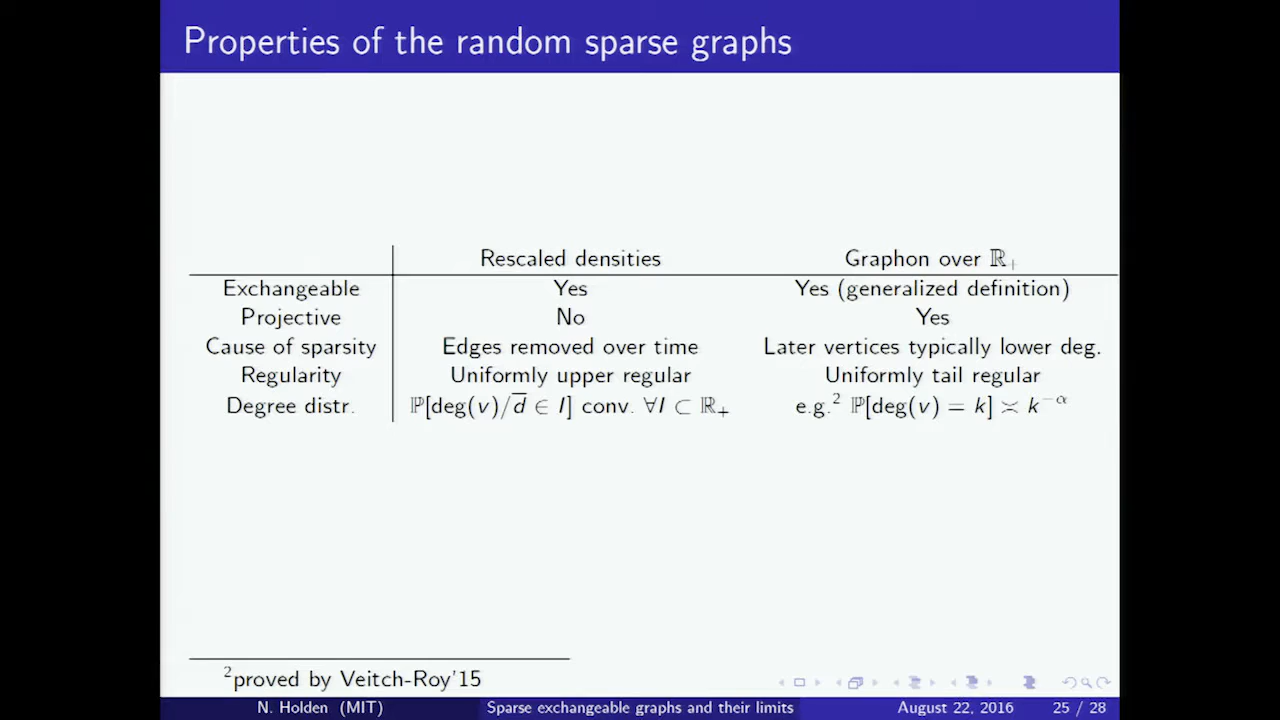 Properties of the random sparse graphs
Rescaled densities Graphon over ℝ₊
Exchangeable Yes Yes (generalized definition)
Projective No Yes
Cause of sparsity Edges removed over time Later vertices typically lower deg.
Regularity Uniformly upper regular Uniformly tail regular
Degree distr. ℙ[deg(v)/d̅ ∈ I] conv. ∀I ⊂ ℝ₊ e.g.² ℙ[deg(v) = k] ≍ k^{−α}
²proved by Veitch-Roy'15
N. Holden (MIT) Sparse exchangeable graphs and their limits August 22, 2016 25 / 28